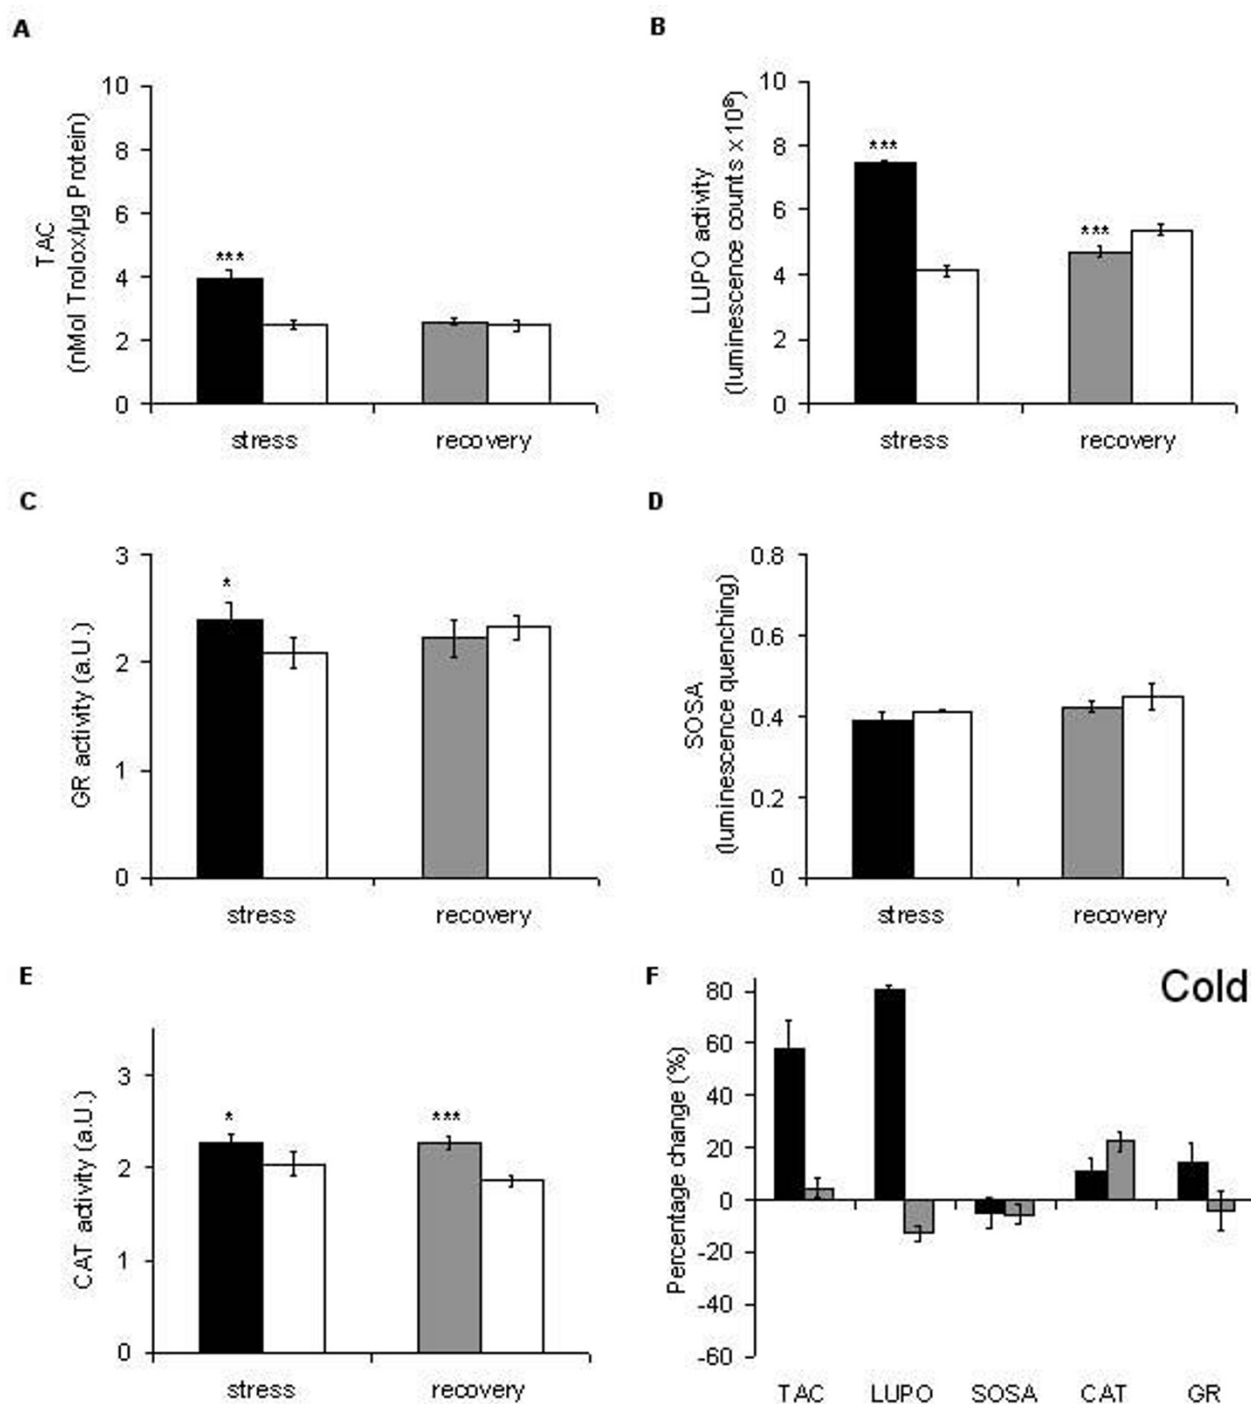 A
TAC
(nMol Trolox/µg Protein)
10
8
6
4
2
0
***
stress
recovery
B
LUPO activity
(luminescence counts x 10⁸)
10
8
6
4
2
0
***
***
stress
recovery
C
GR activity (a.U.)
3
2
1
0
*
stress
recovery
D
SOSA
(luminescence quenching)
0.8
0.6
0.4
0.2
0
stress
recovery
E
CAT activity (a.U.)
3
2
1
0
*
***
stress
recovery
F
Cold
Percentage change (%)
80
60
40
20
0
-20
-40
-60
TAC
LUPO
SOSA
CAT
GR